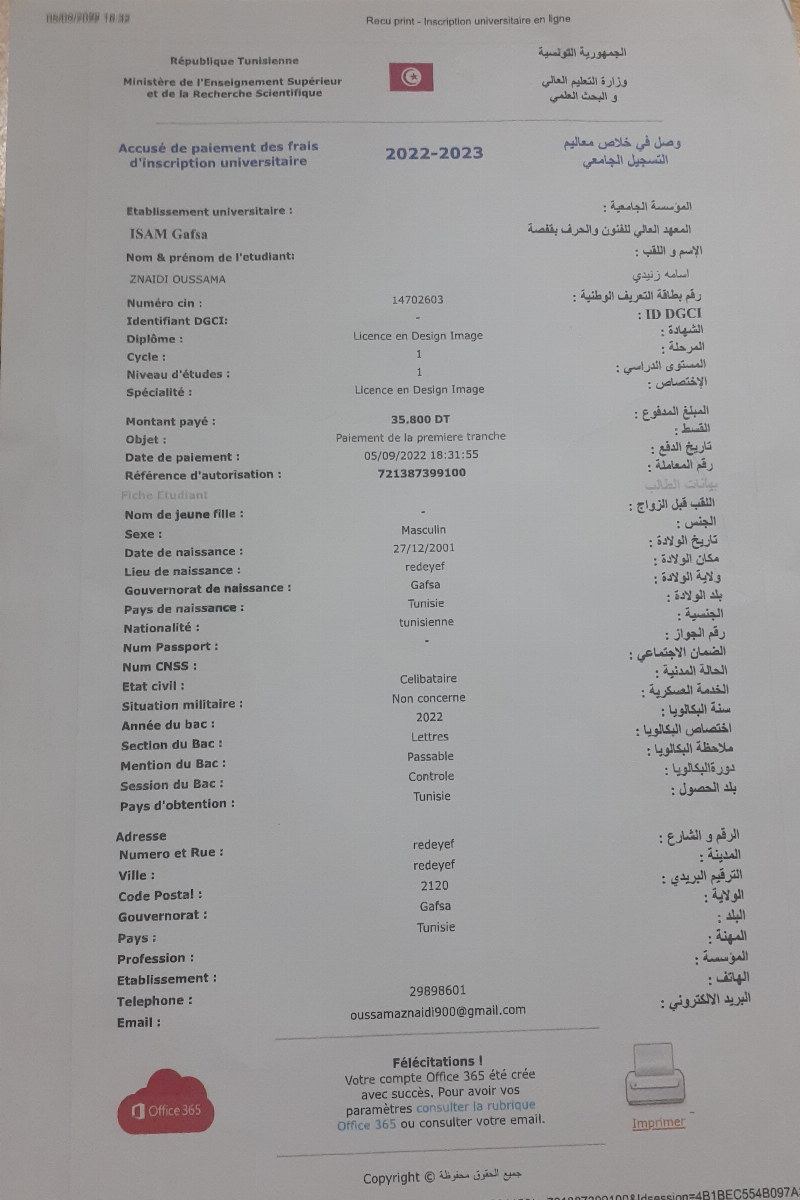 05/09/2022 18:32
Recu print - Inscription universitaire en ligne
République Tunisienne
الجمهورية التونسية
Ministère de l'Enseignement Supérieur
et de la Recherche Scientifique
وزارة التعليم العالي
و البحث العلمي
Accusé de paiement des frais
d'inscription universitaire
2022-2023
وصل في خلاص معاليم
التسجيل الجامعي
Etablissement universitaire :
المؤسسة الجامعية :
ISAM Gafsa
المعهد العالي للفنون والحرف بقفصة
Nom & prénom de l'etudiant:
الإسم و اللقب :
ZNAIDI OUSSAMA
اسامه زنيدي
Numéro cin : 14702603 رقم بطاقة التعريف الوطنية :
Identifiant DGCI: - ID DGCI :
Diplôme : Licence en Design Image الشهادة :
Cycle : 1 المرحلة :
Niveau d'études : 1 المستوى الدراسي :
Spécialité : Licence en Design Image الإختصاص :
Montant payé : 35.800 DT المبلغ المدفوع :
Objet : Paiement de la premiere tranche القسط :
Date de paiement : 05/09/2022 18:31:55 تاريخ الدفع :
Référence d'autorisation : 721387399100 رقم المعاملة :
Fiche Etudiant بيانات الطالب
Nom de jeune fille : - اللقب قبل الزواج :
Sexe : Masculin الجنس :
Date de naissance : 27/12/2001 تاريخ الولادة :
Lieu de naissance : redeyef مكان الولادة :
Gouvernorat de naissance : Gafsa ولاية الولادة :
Pays de naissance : Tunisie بلد الولادة :
Nationalité : tunisienne الجنسية :
Num Passport : - رقم الجواز :
Num CNSS : الضمان الاجتماعي :
Etat civil : Celibataire الحالة المدنية :
Situation militaire : Non concerne الخدمة العسكرية :
Année du bac : 2022 سنة البكالويا :
Section du Bac : Lettres اختصاص البكالويا :
Mention du Bac : Passable ملاحظة البكالويا :
Session du Bac : Controle دورةالبكالويا :
Pays d'obtention : Tunisie بلد الحصول :
Adresse
Numero et Rue : redeyef الرقم و الشارع :
Ville : redeyef المدينة :
Code Postal : 2120 الترقيم البريدي :
Gouvernorat : Gafsa الولاية :
Pays : Tunisie البلد :
Profession : المهنة :
Etablissement : المؤسسة :
Telephone : 29898601 الهاتف :
Email : oussamaznaidi900@gmail.com البريد الالكتروني :
Office 365
Félécitations !
Votre compte Office 365 été crée
avec succès. Pour avoir vos
paramètres consulter la rubrique
Office 365 ou consulter votre email.
Imprimer
Copyright © جميع الحقوق محفوظة